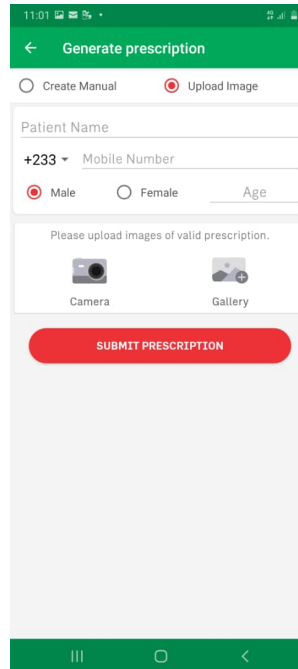 11:01
Generate prescription
Create Manual Upload Image
Patient Name
+233 Mobile Number
Male Female Age
Please upload images of valid prescription.
Camera Gallery
SUBMIT PRESCRIPTION